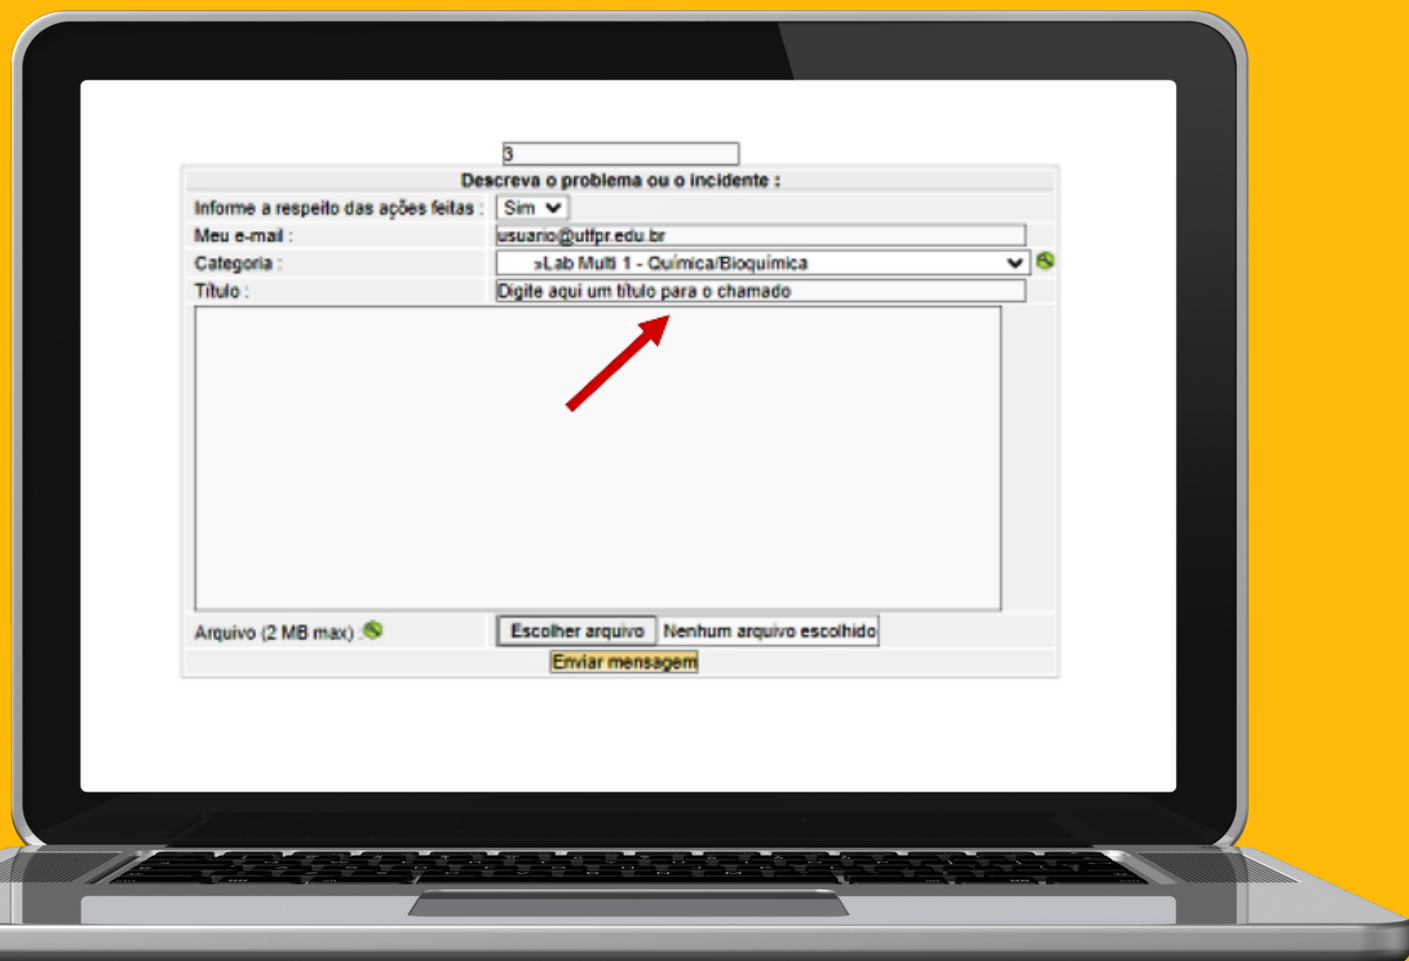 3
Descreva o problema ou o incidente :
Informe a respeito das ações feitas : Sim
Meu e-mail : usuario@utfpr.edu.br
Categoria : »Lab Multi 1 - Química/Bioquímica
Título : Digite aqui um título para o chamado
Arquivo (2 MB max) : Escolher arquivo Nenhum arquivo escolhido
Enviar mensagem